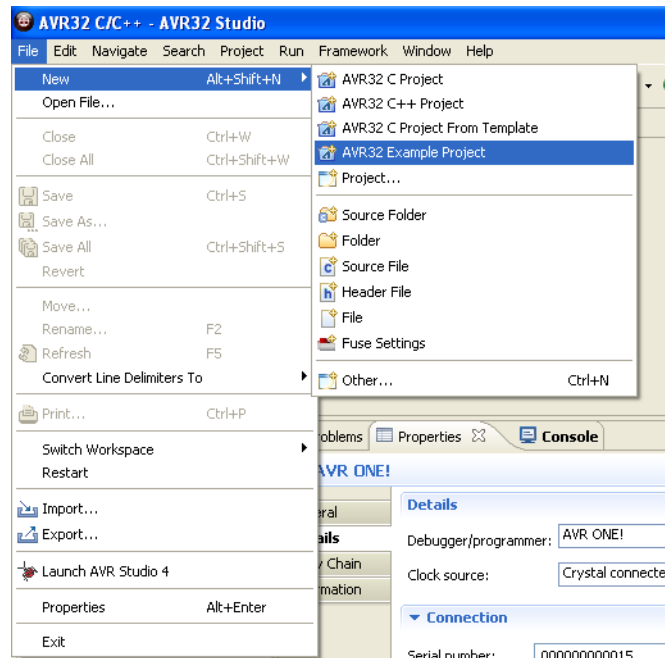 AVR32 C/C++ - AVR32 Studio
File Edit Navigate Search Project Run Framework Window Help
New Alt+Shift+N
Open File...
Close Ctrl+W
Close All Ctrl+Shift+W
Save Ctrl+S
Save As...
Save All Ctrl+Shift+S
Revert
Move...
Rename... F2
Refresh F5
Convert Line Delimiters To
Print... Ctrl+P
Switch Workspace
Restart
Import...
Export...
Launch AVR Studio 4
Properties Alt+Enter
Exit
AVR32 C Project
AVR32 C++ Project
AVR32 C Project From Template
AVR32 Example Project
Project...
Source Folder
Folder
Source File
Header File
File
Fuse Settings
Other... Ctrl+N
oblems Properties Console
AVR ONE!
eral
ails
Chain
mation
Details
Debugger/programmer: AVR ONE!
Clock source: Crystal connecte
Connection
Serial number: 000000000015